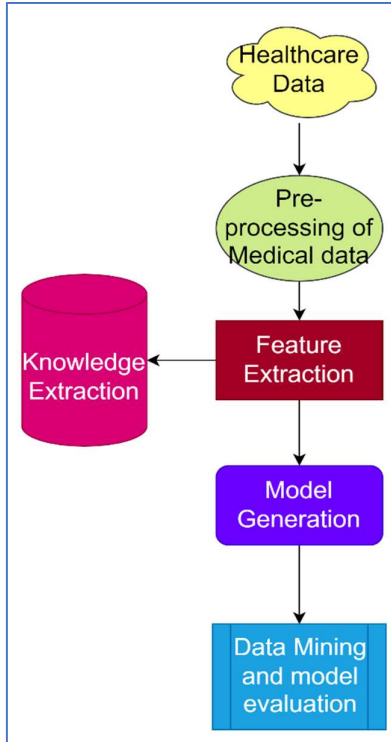 Healthcare
Data
Pre-
processing of
Medical data
Feature
Extraction
Knowledge
Extraction
Model
Generation
Data Mining
and model
evaluation